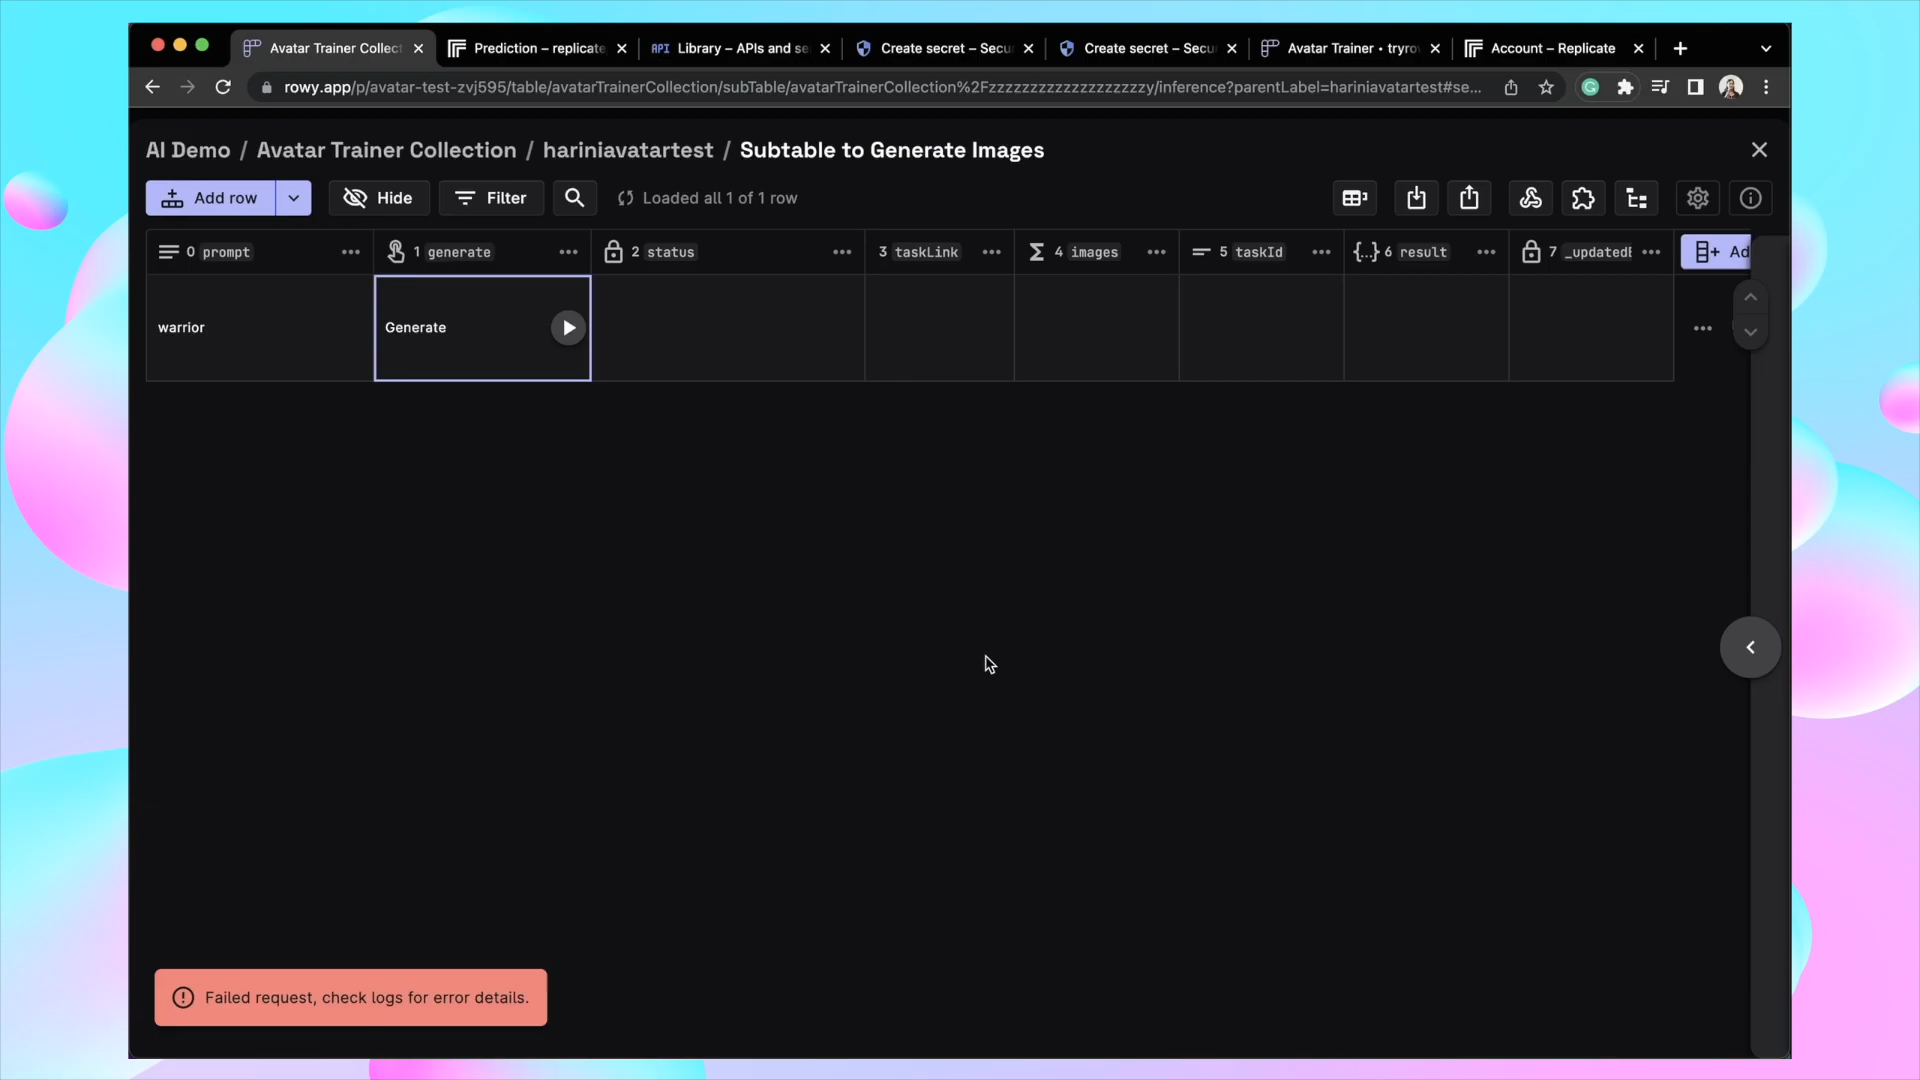 Avatar Trainer Collect
Prediction – replicate
API Library – APIs and se
Create secret – Secu
Create secret – Secu
Avatar Trainer • tryro
Account – Replicate
rowy.app/p/avatar-test-zvj595/table/avatarTrainerCollection/subTable/avatarTrainerCollection%2Fzzzzzzzzzzzzzzzzzzzy/inference?parentLabel=hariniavatartest#se...
AI Demo / Avatar Trainer Collection / hariniavatartest / Subtable to Generate Images
Add row
Hide
Filter
Loaded all 1 of 1 row
0 prompt
1 generate
2 status
3 taskLink
4 images
5 taskId
{...} 6 result
7 _updatedB
Ad
warrior
Generate
Failed request, check logs for error details.